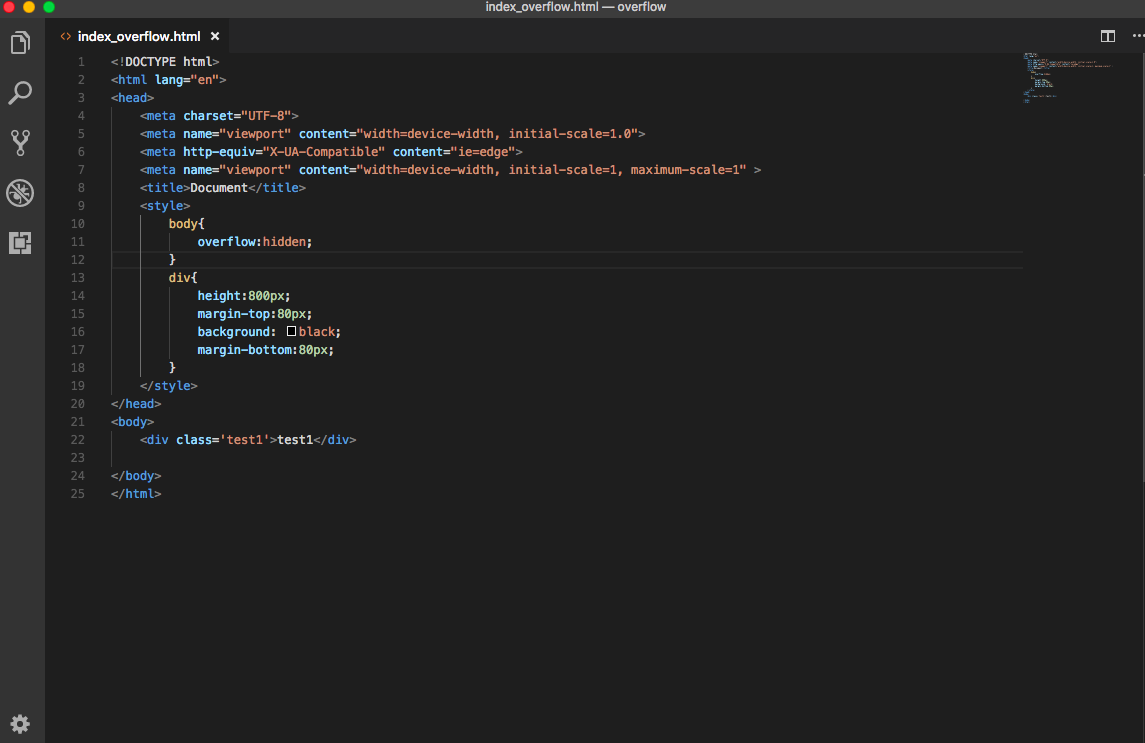 index_overflow.html — overflow
index_overflow.html
1 <!DOCTYPE html>
2 <html lang="en">
3 <head>
4 <meta charset="UTF-8">
5 <meta name="viewport" content="width=device-width, initial-scale=1.0">
6 <meta http-equiv="X-UA-Compatible" content="ie=edge">
7 <meta name="viewport" content="width=device-width, initial-scale=1, maximum-scale=1" >
8 <title>Document</title>
9 <style>
10 body{
11 overflow:hidden;
12 }
13 div{
14 height:800px;
15 margin-top:80px;
16 background: black;
17 margin-bottom:80px;
18 }
19 </style>
20 </head>
21 <body>
22 <div class='test1'>test1</div>
23
24 </body>
25 </html>